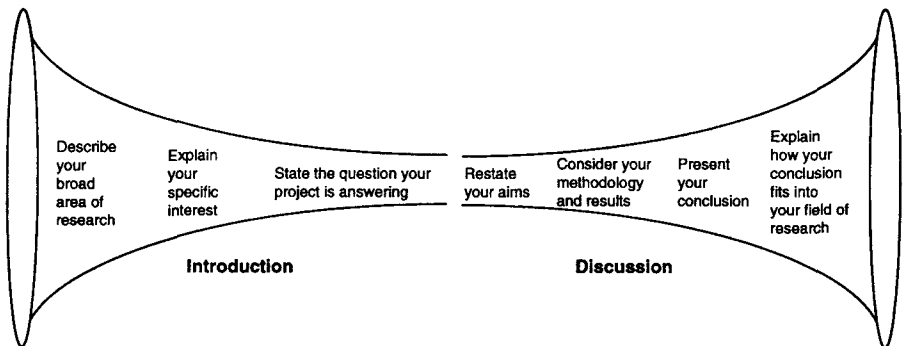 Describe
your
broad
area of
research
Explain
your
specific
interest
State the question your
project is answering
Restate
your aims
Consider your
methodology
and results
Present
your
conclusion
Explain
how your
conclusion
fits into
your field of
research
Introduction
Discussion